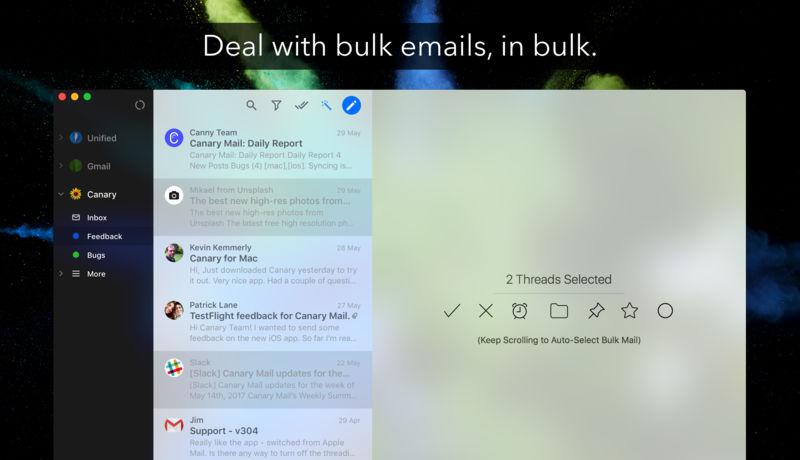 Deal with bulk emails, in bulk.
Unified
Gmail
Canary
Inbox
Feedback
Bugs
More
Canny Team
29 May
Canary Mail: Daily Report
Canary Mail: Daily Report Daily Report 4
New Posts Bugs (4) [mac],[ios]. Syncing is...
Mikael from Unsplash
29 May
The best new high-res photos from...
The best new high-res photos from
Unsplash The latest free high resolution ph...
Kevin Kemmerly
28 May
Canary for Mac
Hi, Just downloaded Canary yesterday to try
it out. Very nice app. Had a couple of questi...
Patrick Lane
27 May
TestFlight feedback for Canary Mail.
Hi Canary Team! I wanted to send some
feedback on the new iOS app. So far I'm rea...
Slack
22 May
[Slack] Canary Mail updates for the...
[Slack] Canary Mail updates for the week of
May 14th, 2017 Canary Mail's Weekly Summ...
Jim
29 Apr
Support - v304
Really like the app - switched from Apple
Mail. Is there any way to turn off the threadi...
2 Threads Selected
(Keep Scrolling to Auto-Select Bulk Mail)